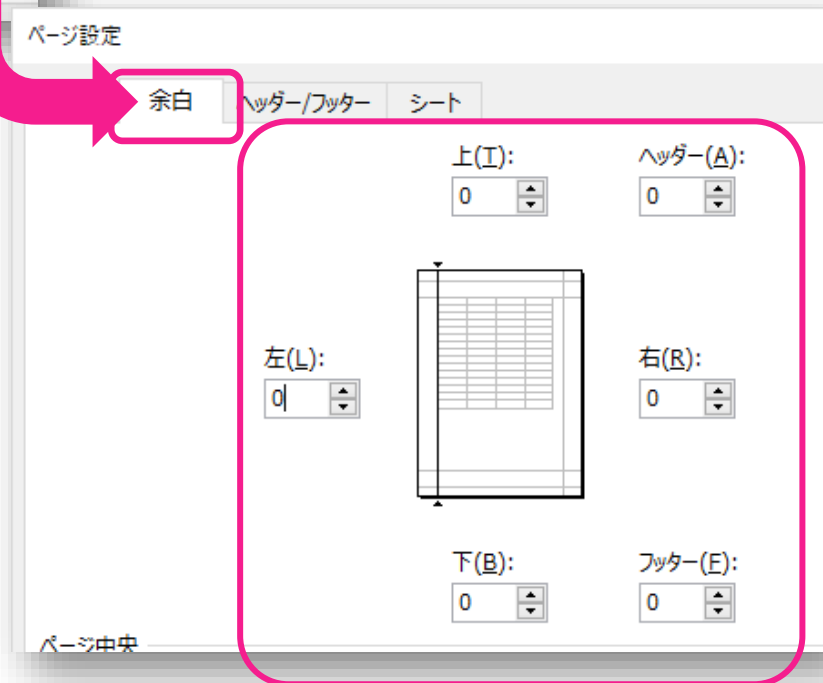 ページ設定
余白 ヘッダー/フッター シート
上(T): ヘッダー(A):
0 0
左(L): 右(R):
0 0
下(B): フッター(F):
0 0
ページ中央